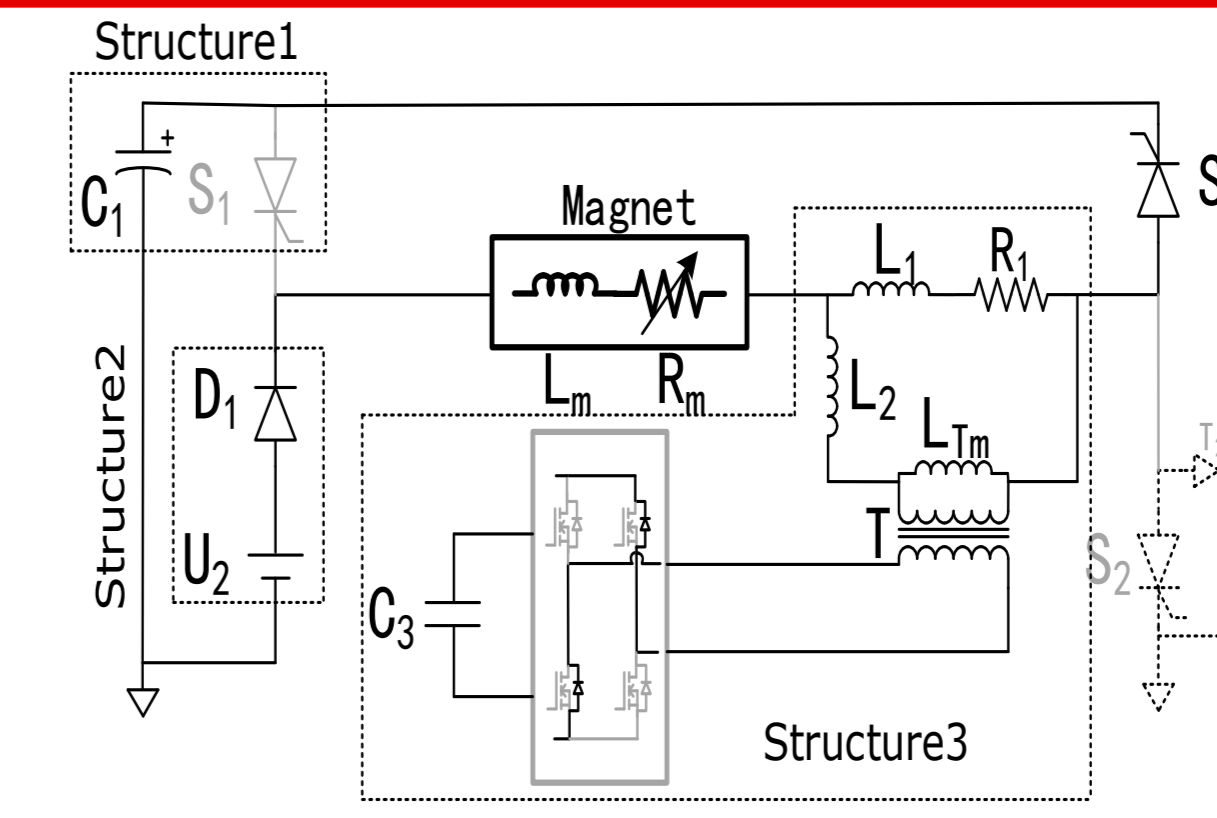 Structure1
+
C1
S1
S
Magnet
L1
R1
Structure2
D1
Lm
Rm
L2
LTm
U2
T
S2
C3
Structure3